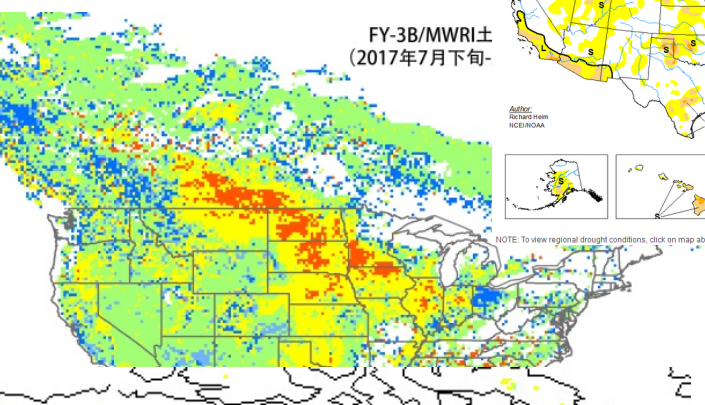 FY-3B/MWRI土
（2017年7月下旬-
S
L
S
S
S
Author:
Richard Heim
NCEI/NOAA
S
S
NOTE: To view regional drought conditions, click on map ab